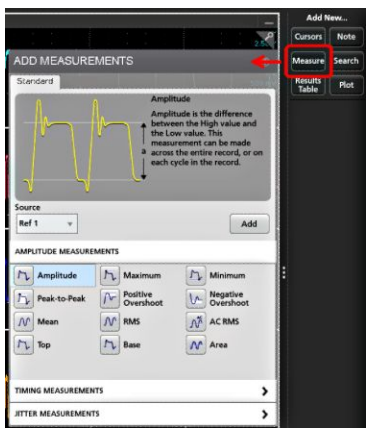 Add New...
Cursors
Note
Measure
Search
Results
Table
Plot
ADD MEASUREMENTS
Standard
Amplitude
Amplitude is the difference
between the High value and
the Low value. This
measurement can be made
across the entire record, or on
each cycle in the record.
a
Source
Ref 1
Add
AMPLITUDE MEASUREMENTS
Amplitude
Maximum
Minimum
Peak-to-Peak
Positive
Overshoot
Negative
Overshoot
Mean
RMS
AC RMS
Top
Base
Area
TIMING MEASUREMENTS
JITTER MEASUREMENTS